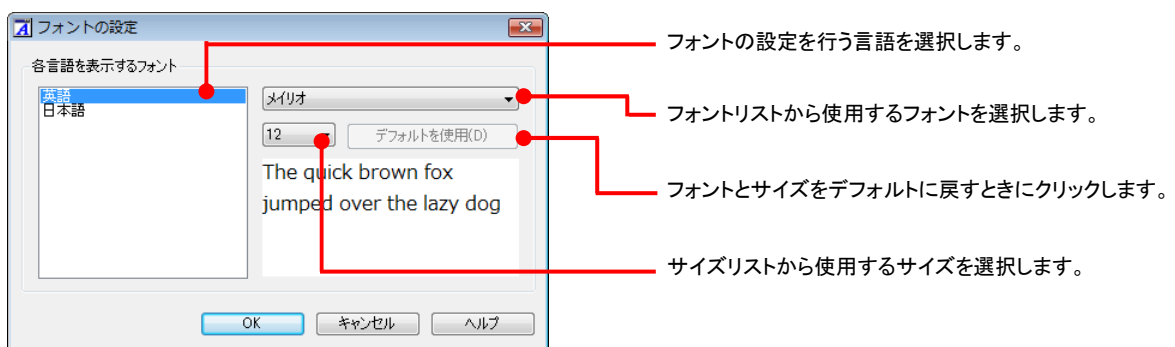 フォントの設定
各言語を表示するフォント
英語
日本語
メイリオ
12
デフォルトを使用(D)
The quick brown fox
jumped over the lazy dog
OK
キャンセル
ヘルプ
フォントの設定を行う言語を選択します。
フォントリストから使用するフォントを選択します。
フォントとサイズをデフォルトに戻すときにクリックします。
サイズリストから使用するサイズを選択します。